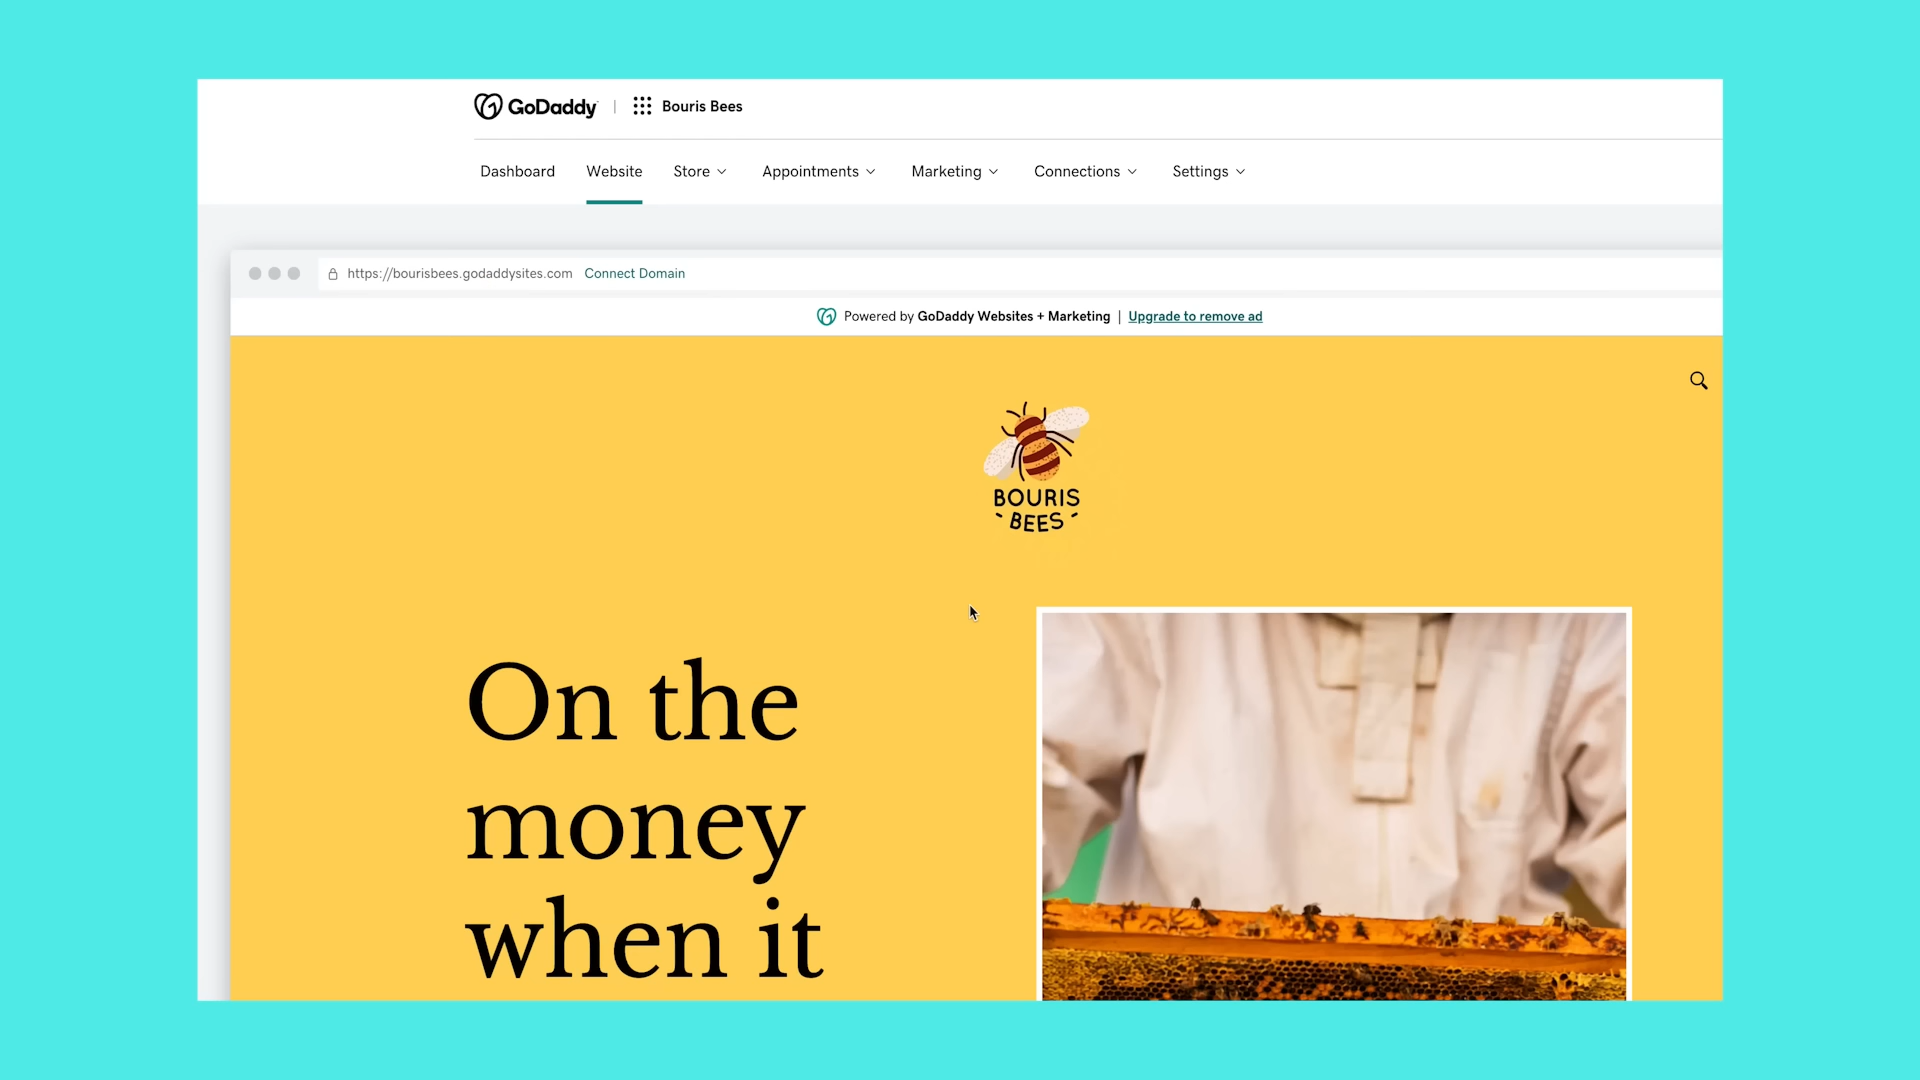 GoDaddy | Bouris Bees
Dashboard Website Store Appointments Marketing Connections Settings
https://bourisbees.godaddysites.com Connect Domain
Powered by GoDaddy Websites + Marketing | Upgrade to remove ad
BOURIS
BEES
On the
money
when it